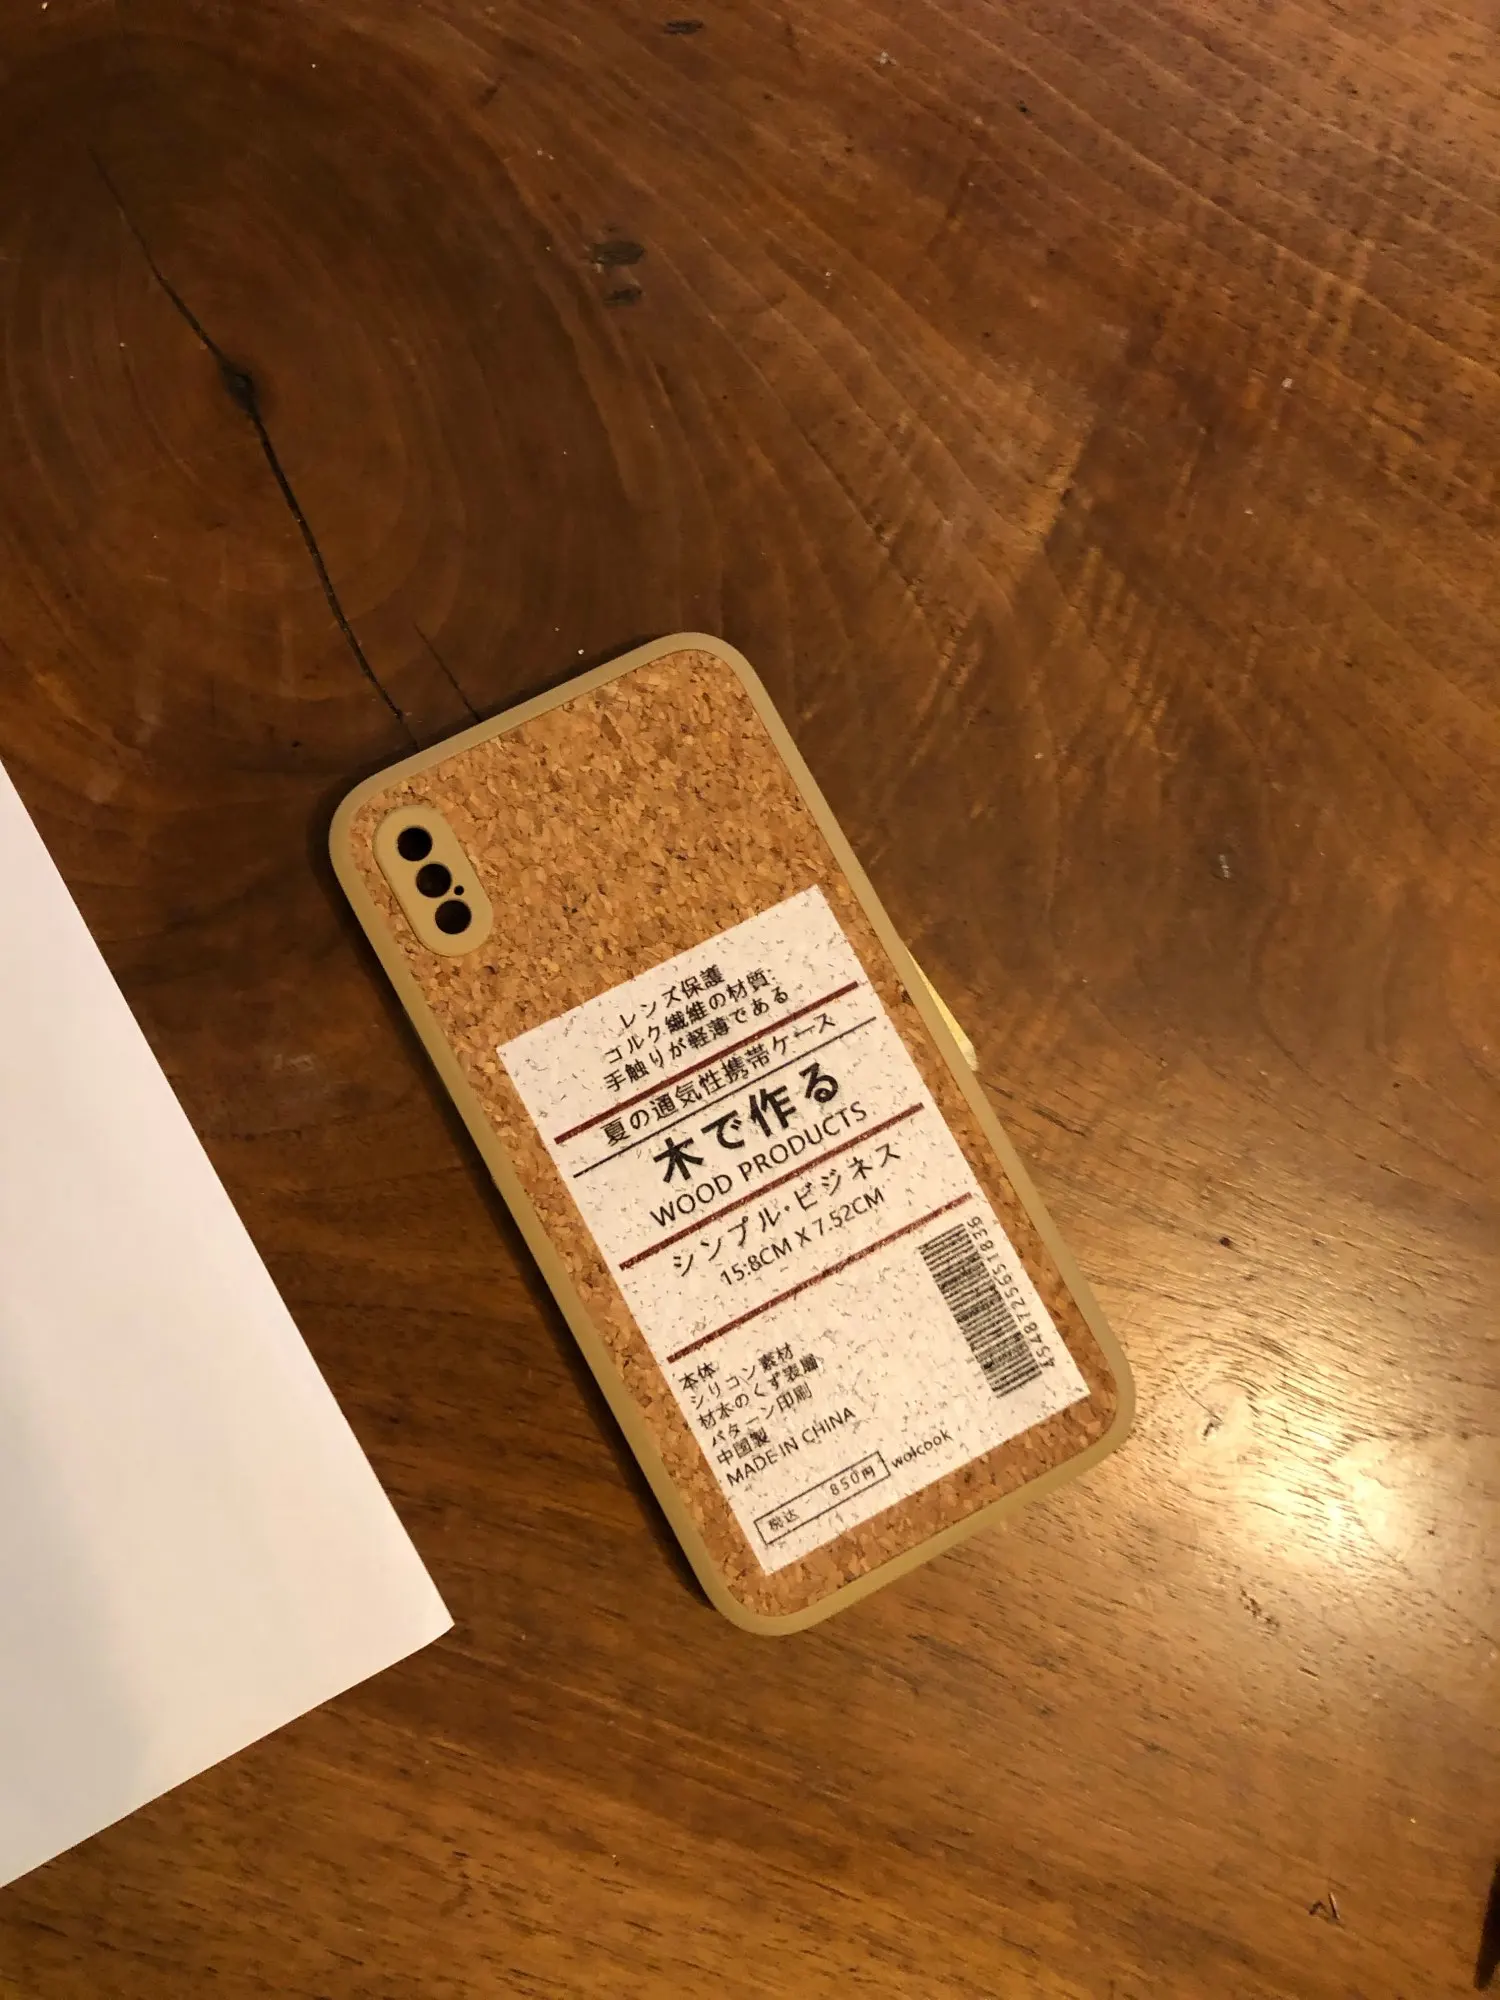 レンズ保護
コルク繊維の材質
手触りが軽薄である
夏の通気性携帯ケース
木で作る
WOOD PRODUCTS
シンプル·ビジネス
15.8CM X 7.52CM
4548725651836
本体
シリコン素材
材木のくず表層
パターン印刷
中国製
MADE IN CHINA
税込 850円
wolcook